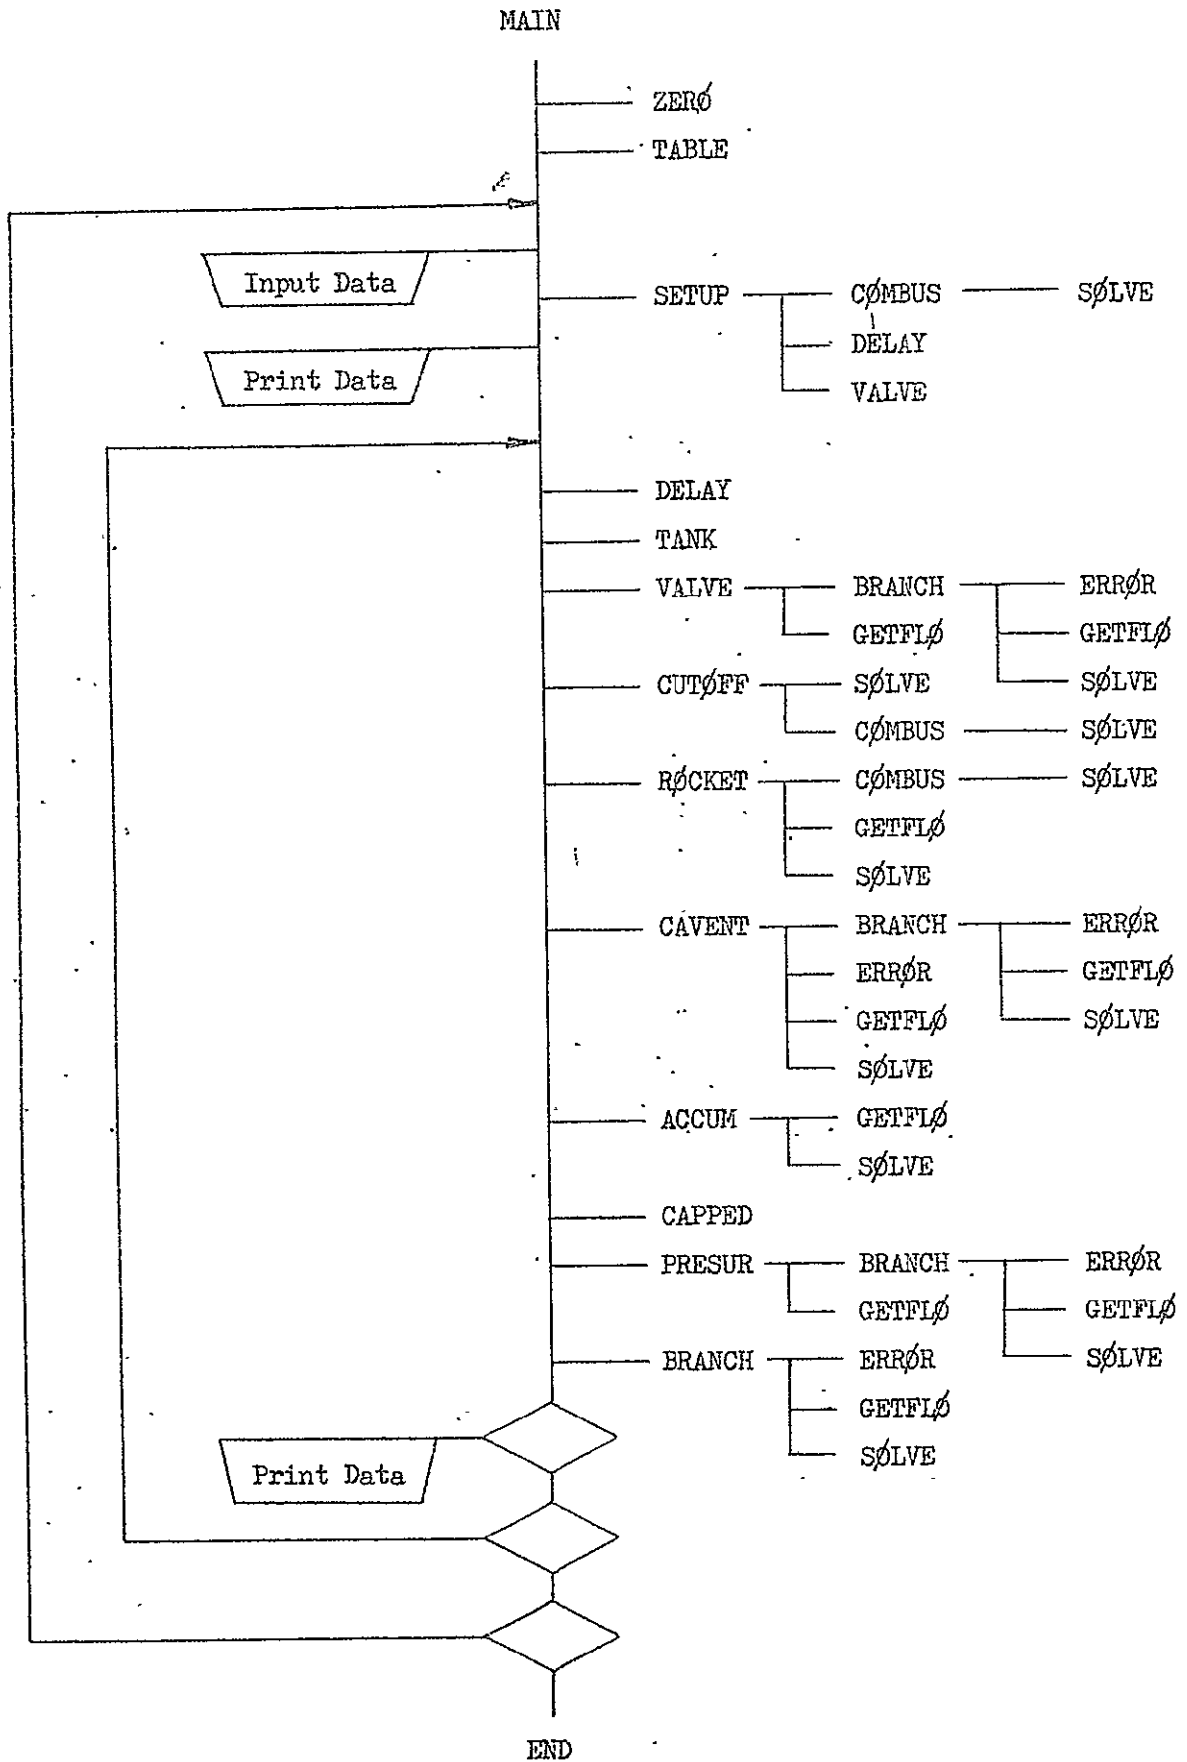 MAIN
ZERØ
TABLE
Input Data
SETUP CØMBUS SØLVE
DELAY
Print Data
VALVE
DELAY
TANK
VALVE BRANCH ERRØR
GETFLØ GETFLØ
CUTØFF SØLVE SØLVE
CØMBUS SØLVE
RØCKET CØMBUS SØLVE
GETFLØ
SØLVE
CAVENT BRANCH ERRØR
ERRØR GETFLØ
GETFLØ SØLVE
SØLVE
ACCUM GETFLØ
SØLVE
CAPPED
PRESUR BRANCH ERRØR
GETFLØ GETFLØ
BRANCH ERRØR SØLVE
GETFLØ
SØLVE
Print Data
END